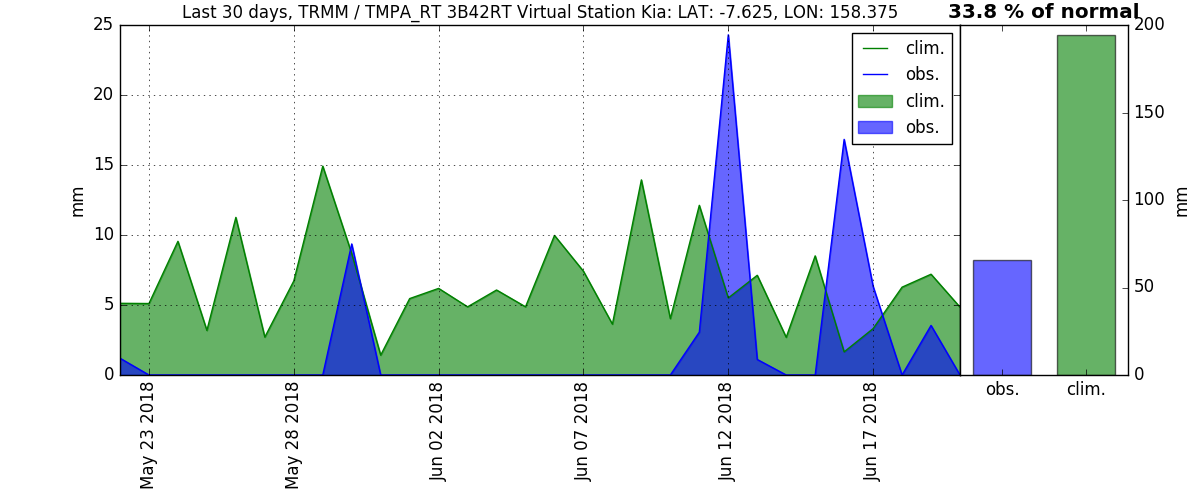 Last 30 days, TRMM / TMPA_RT 3B42RT Virtual Station Kia: LAT: -7.625, LON: 158.375
33.8 % of normal
25
20
15
10
5
0
mm
clim.
obs.
clim.
obs.
200
150
100
50
0
mm
obs.
clim.
May 23 2018
May 28 2018
Jun 02 2018
Jun 07 2018
Jun 12 2018
Jun 17 2018